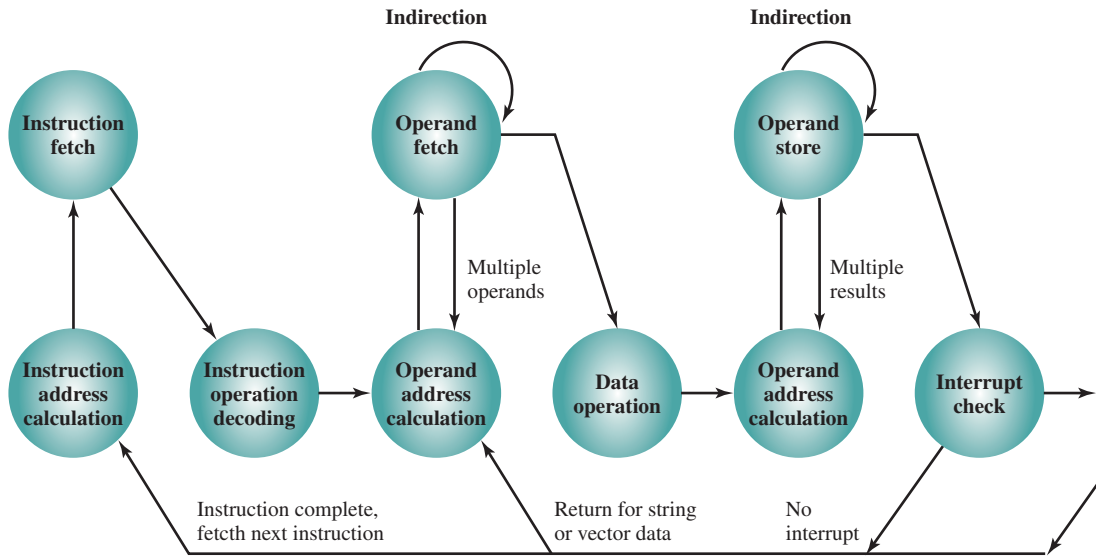 Indirection
Indirection
Instruction
fetch
Operand
fetch
Operand
store
Multiple
operands
Multiple
results
Instruction
address
calculation
Instruction
operation
decoding
Operand
address
calculation
Data
operation
Operand
address
calculation
Interrupt
check
Instruction complete,
fetcth next instruction
Return for string
or vector data
No
interrupt